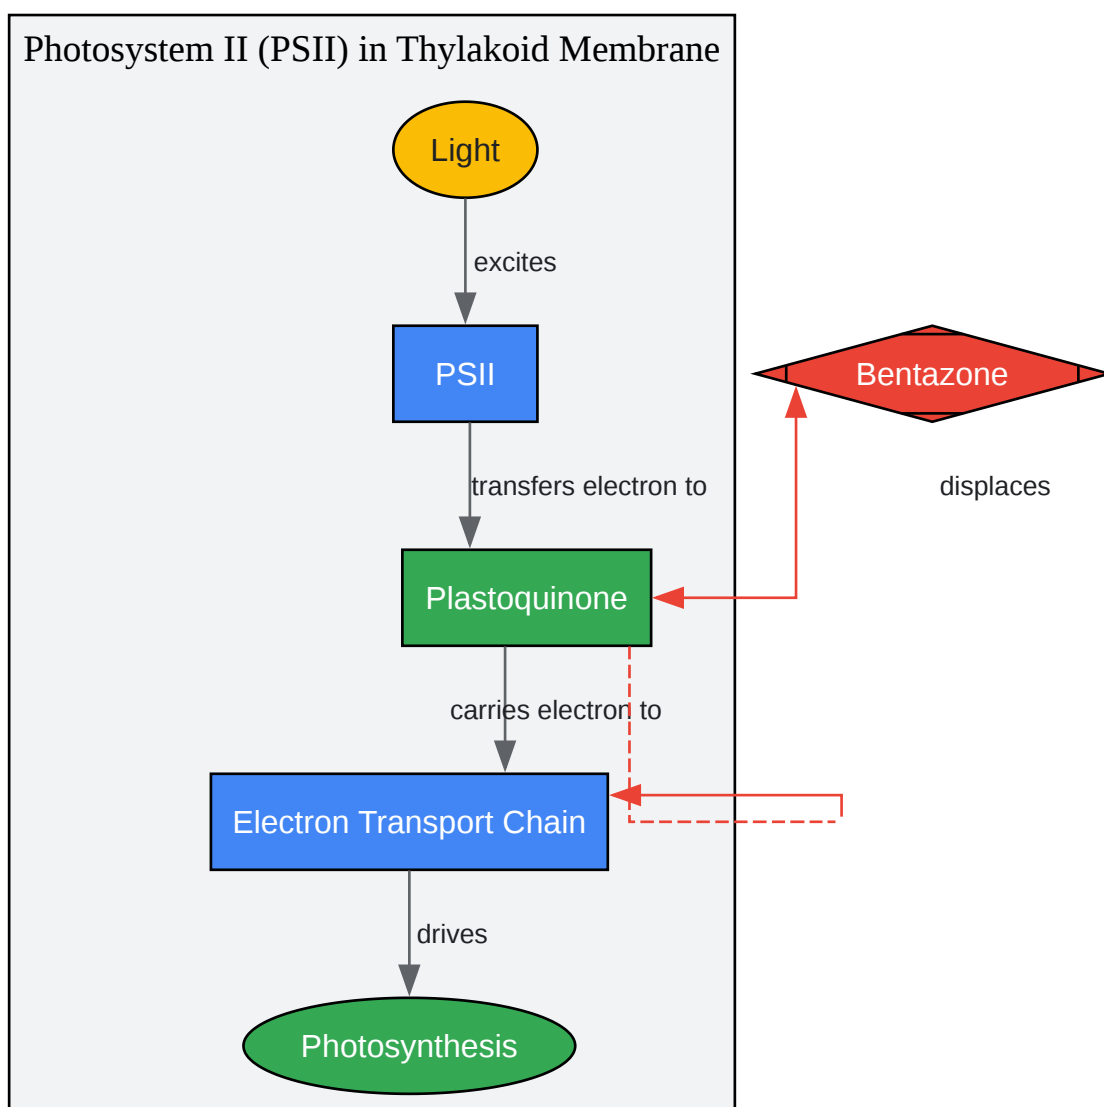 Photosystem II (PSII) in Thylakoid Membrane
Light
excites
PSII
Bentazone
transfers electron to
displaces
Plastoquinone
carries electron to
Electron Transport Chain
drives
Photosynthesis